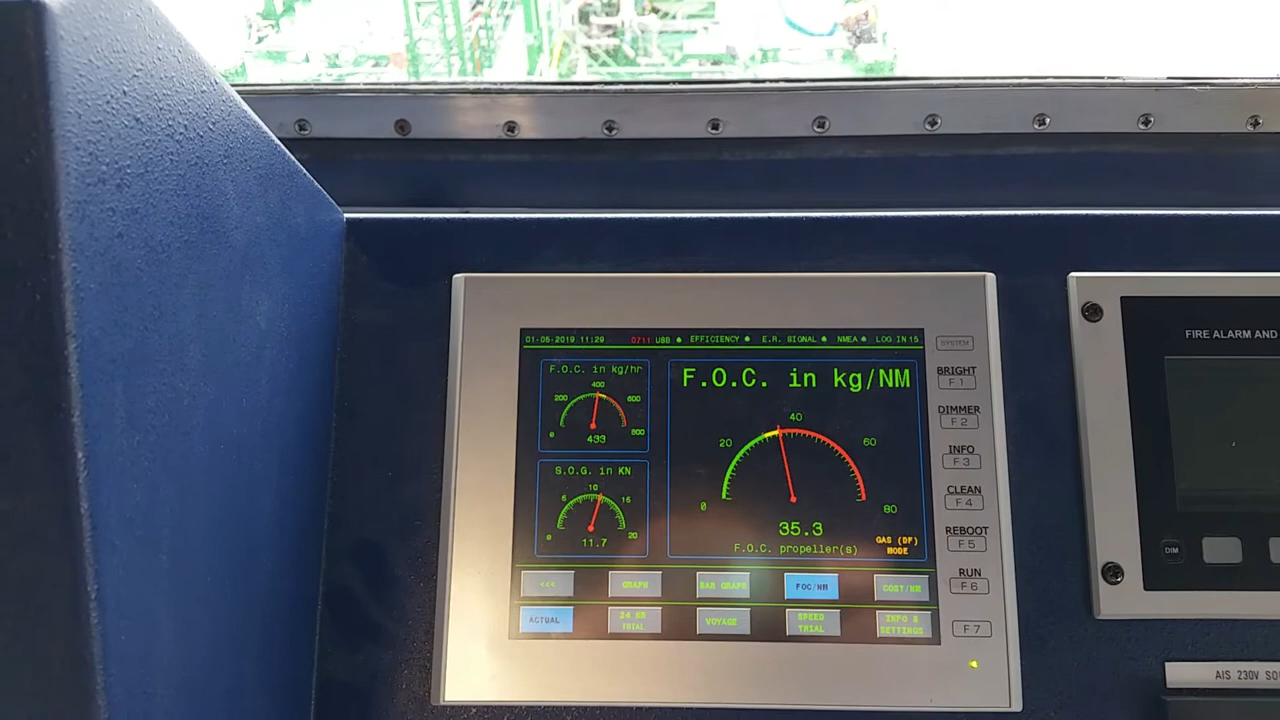 01-05-2019 11:29 0711 USB EFFICIENCY E.R. SIGNAL NMEA LOG IN 15
SYSTEM
F.O.C. in kg/hr
0
200
400
600
800
433
S.O.G. in KN
0
5
10
15
20
11.7
F.O.C. in kg/NM
0
20
40
60
80
35.3
F.O.C. propeller(s)
GAS (DF)
MODE
<<<
GRAPH
BAR GRAPH
FOC/NM
COST/NM
ACTUAL
24 HR
TRIAL
VOYAGE
SPEED
TRIAL
INFO &
SETTINGS
BRIGHT
F 1
DIMMER
F 2
INFO
F 3
CLEAN
F 4
REBOOT
F 5
RUN
F 6
F 7
FIRE ALARM AND
DIM
AIS 230V SO